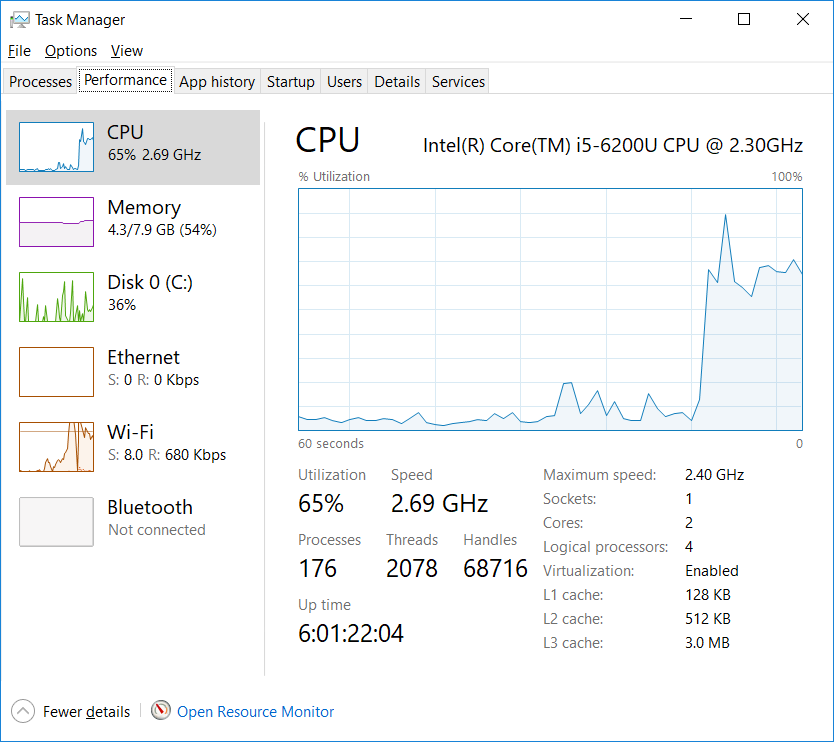 Task Manager
File Options View
Processes Performance App history Startup Users Details Services
CPU
65% 2.69 GHz
Memory
4.3/7.9 GB (54%)
Disk 0 (C:)
36%
Ethernet
S: 0 R: 0 Kbps
Wi-Fi
S: 8.0 R: 680 Kbps
Bluetooth
Not connected
CPU Intel(R) Core(TM) i5-6200U CPU @ 2.30GHz
% Utilization 100%
60 seconds 0
Utilization Speed
65% 2.69 GHz
Processes Threads Handles
176 2078 68716
Up time
6:01:22:04
Maximum speed: 2.40 GHz
Sockets: 1
Cores: 2
Logical processors: 4
Virtualization: Enabled
L1 cache: 128 KB
L2 cache: 512 KB
L3 cache: 3.0 MB
Fewer details Open Resource Monitor